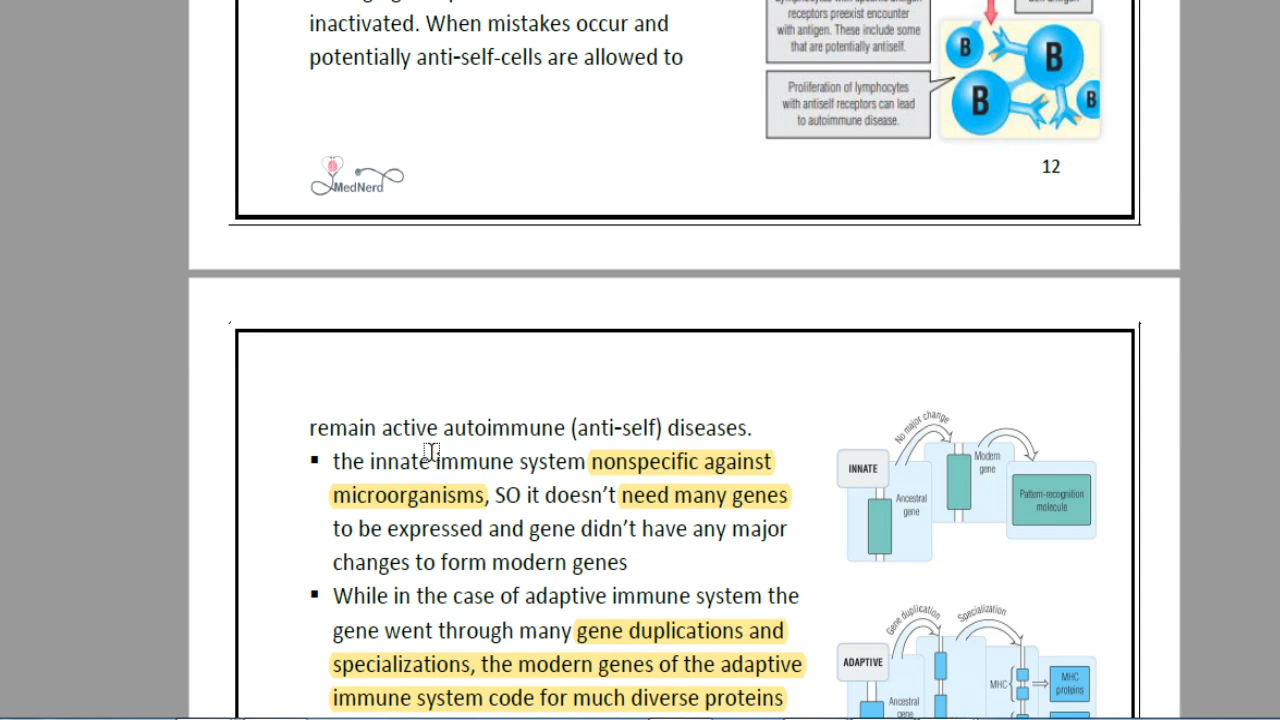 inactivated. When mistakes occur and
potentially anti-self-cells are allowed to
receptors preexist encounter
with antigen. These include some
that are potentially antiself.
Proliferation of lymphocytes
with antiself receptors can lead
to autoimmune disease.
B
B
B
B
MedNerd
12
remain active autoimmune (anti-self) diseases.
▪ the innate immune system nonspecific against
microorganisms, SO it doesn't need many genes
to be expressed and gene didn't have any major
changes to form modern genes
▪ While in the case of adaptive immune system the
gene went through many gene duplications and
specializations, the modern genes of the adaptive
immune system code for much diverse proteins
No major change
INNATE
Ancestral
gene
Modern
gene
Pattern-recognition
molecule
Gene duplication
Specialization
ADAPTIVE
Ancestral
gene
MHC
MHC
proteins